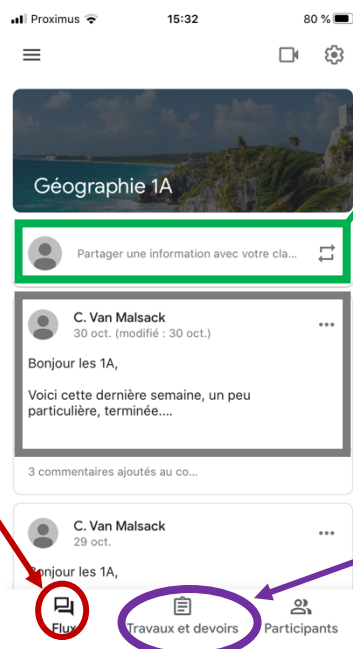 Proximus 15:32 80 %
Géographie 1A
Partager une information avec votre cla...
C. Van Malsack
30 oct. (modifié : 30 oct.)
Bonjour les 1A,
Voici cette dernière semaine, un peu
particulière, terminée....
3 commentaires ajoutés au co...
C. Van Malsack
29 oct.
Bonjour les 1A,
Flux Travaux et devoirs Participants